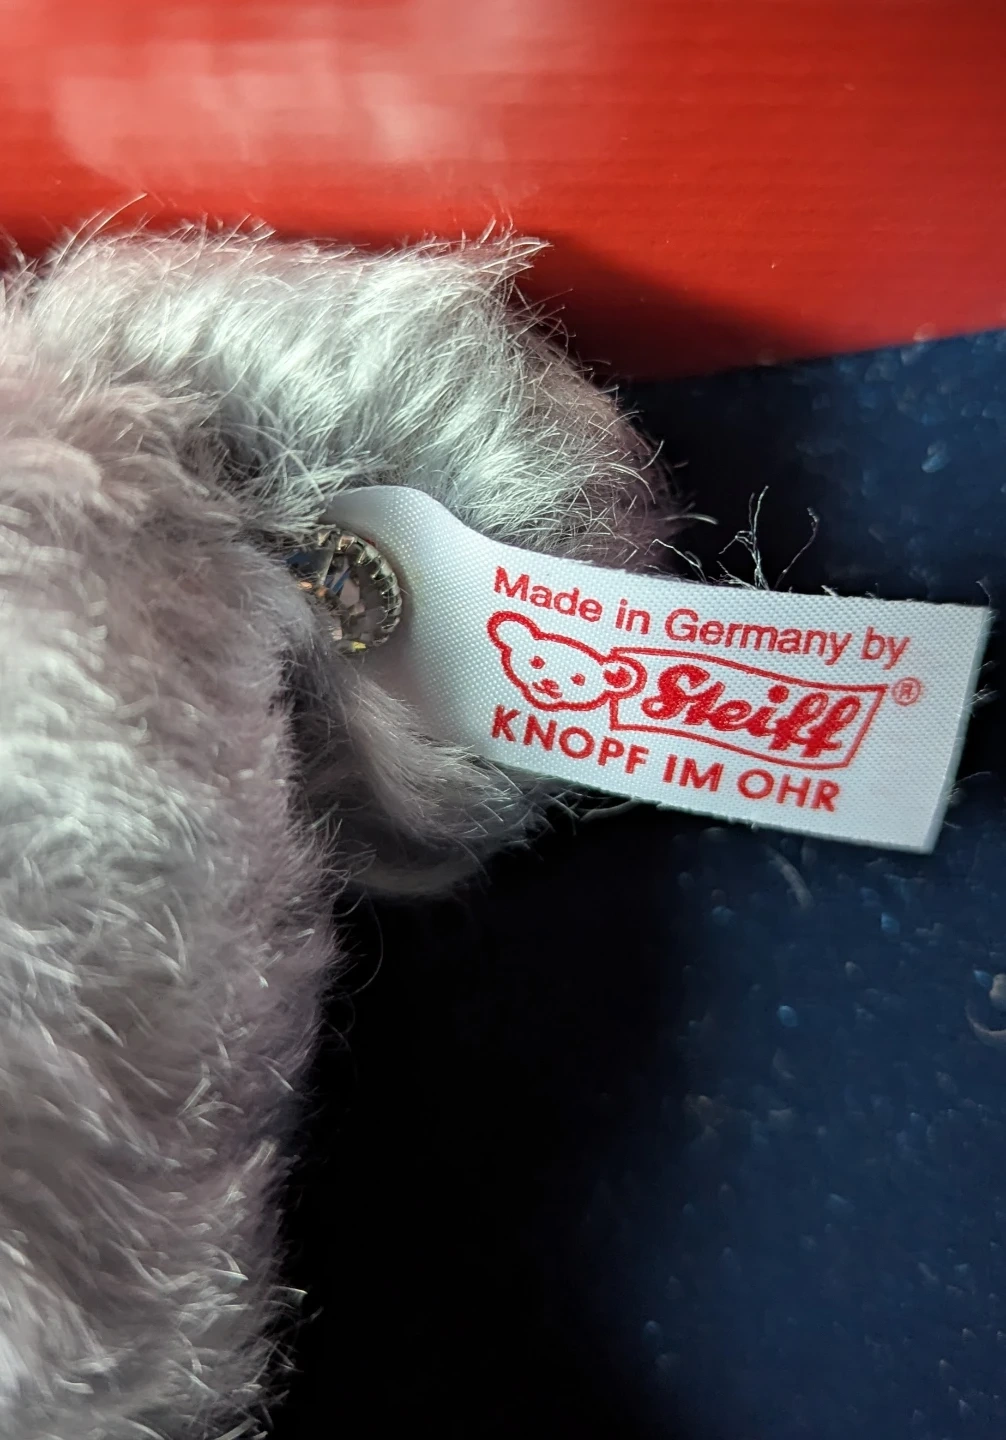 Made in Germany by
Steiff®
KNOPF IM OHR